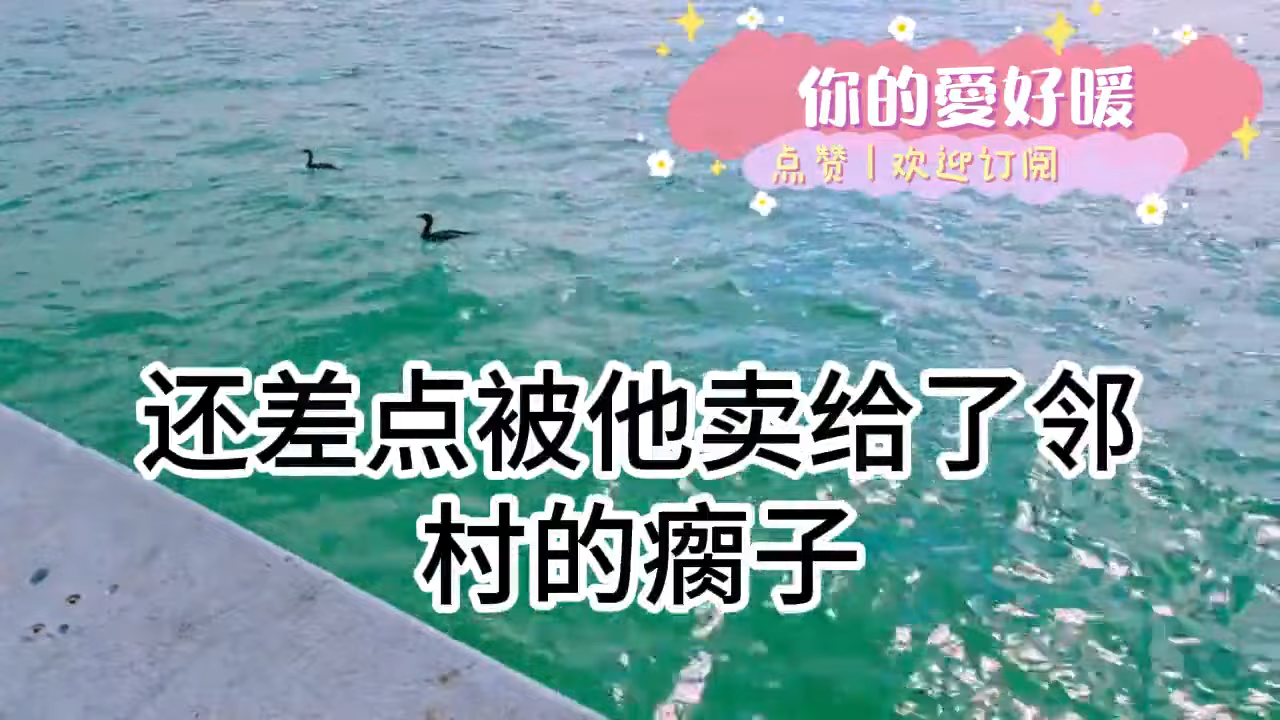 你的愛好暖
点赞 | 欢迎订阅
还差点被他卖给了邻
村的瘸子